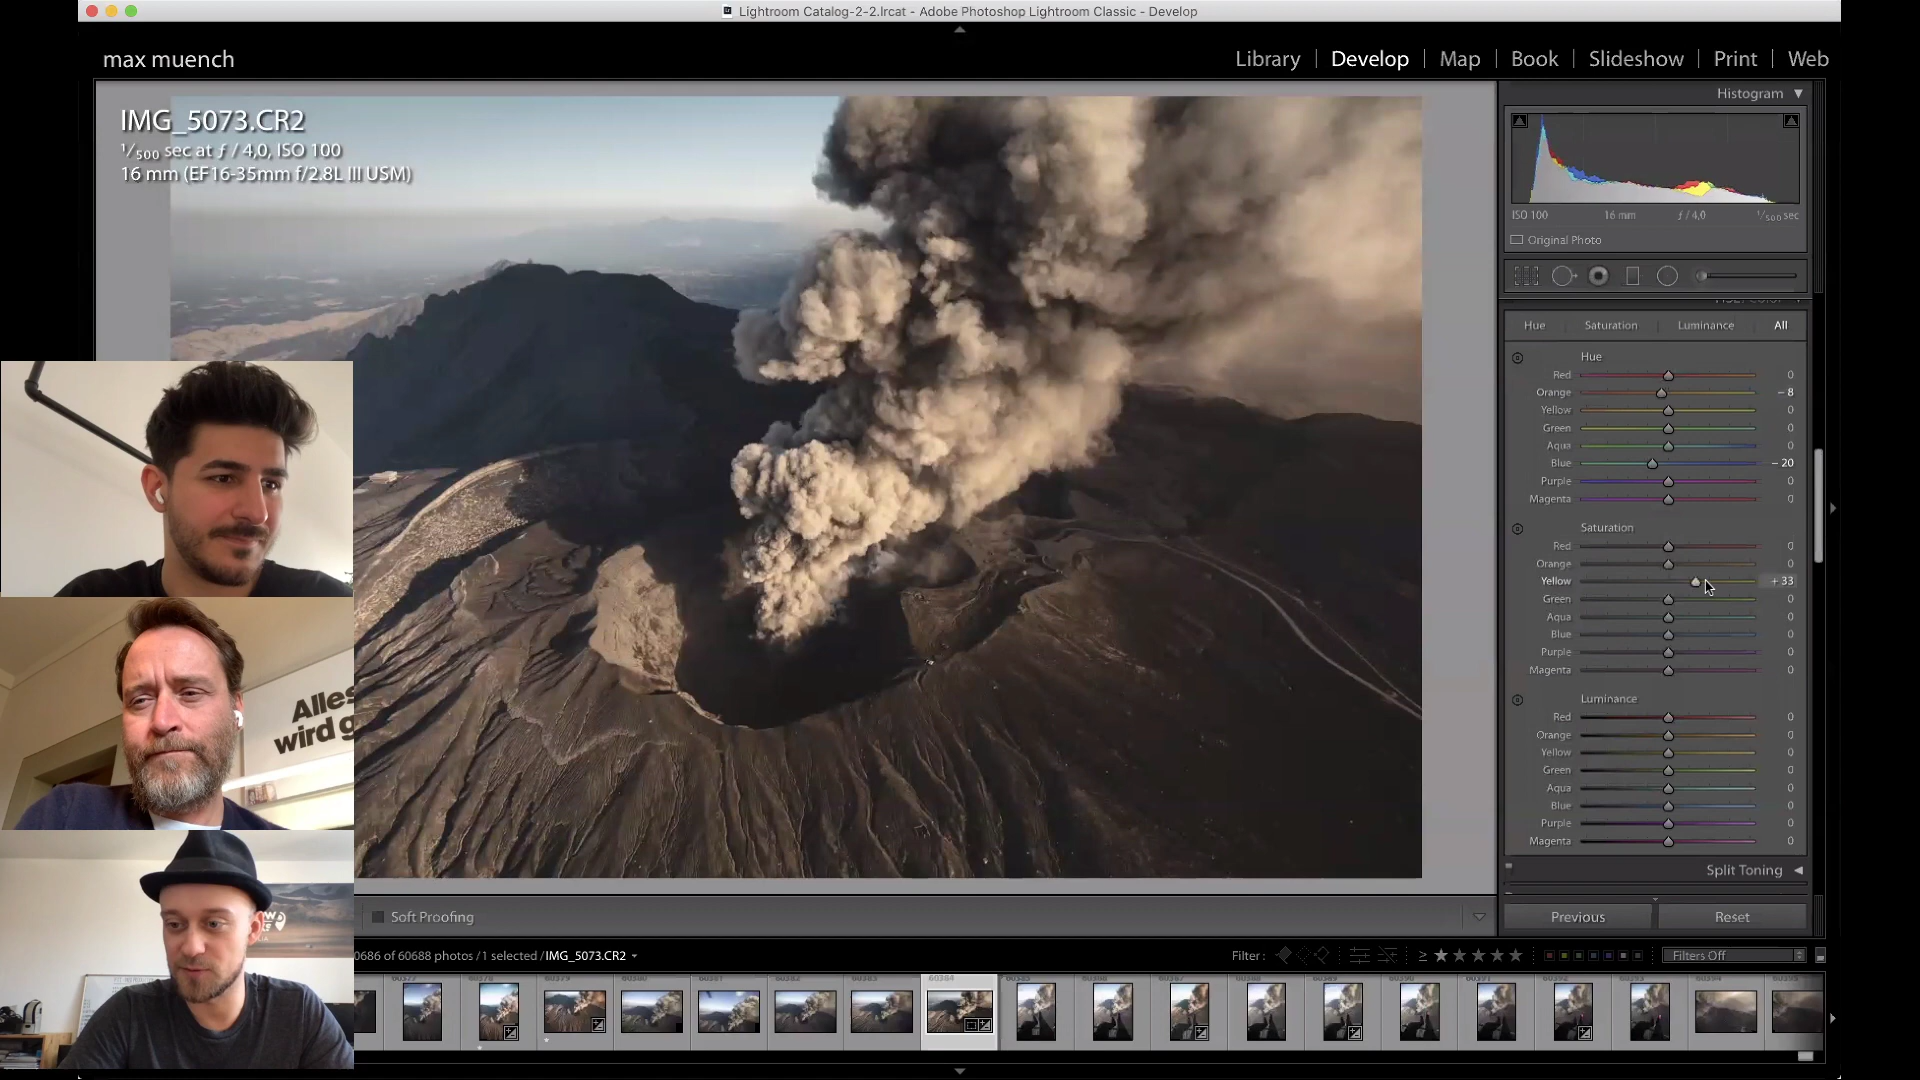 Lightroom Catalog-2-2.lrcat - Adobe Photoshop Lightroom Classic - Develop
max muench
Library | Develop | Map | Book | Slideshow | Print | Web
IMG_5073.CR2
1/500 sec at ƒ / 4,0, ISO 100
16 mm (EF16-35mm f/2.8L III USM)
Histogram
ISO 100 16 mm ƒ / 4,0 1/500 sec
Original Photo
Hue Saturation Luminance All
Hue
Red 0
Orange - 8
Yellow 0
Green 0
Aqua 0
Blue - 20
Purple 0
Magenta 0
Saturation
Red 0
Orange 0
Yellow + 33
Green 0
Aqua 0
Blue 0
Purple 0
Magenta 0
Luminance
Red 0
Orange 0
Yellow 0
Green 0
Aqua 0
Blue 0
Purple 0
Magenta 0
Split Toning
Previous Reset
Alles
wird g
Soft Proofing
0686 of 60688 photos / 1 selected / IMG_5073.CR2
Filter : ≥ ★★★★★ Filters Off